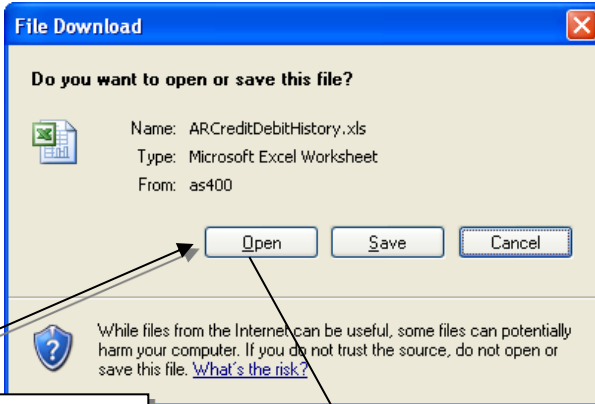 File Download
Do you want to open or save this file?
Name: ARCreditDebitHistory.xls
Type: Microsoft Excel Worksheet
From: as400
Open Save Cancel
While files from the Internet can be useful, some files can potentially
harm your computer. If you do not trust the source, do not open or
save this file. What's the risk?